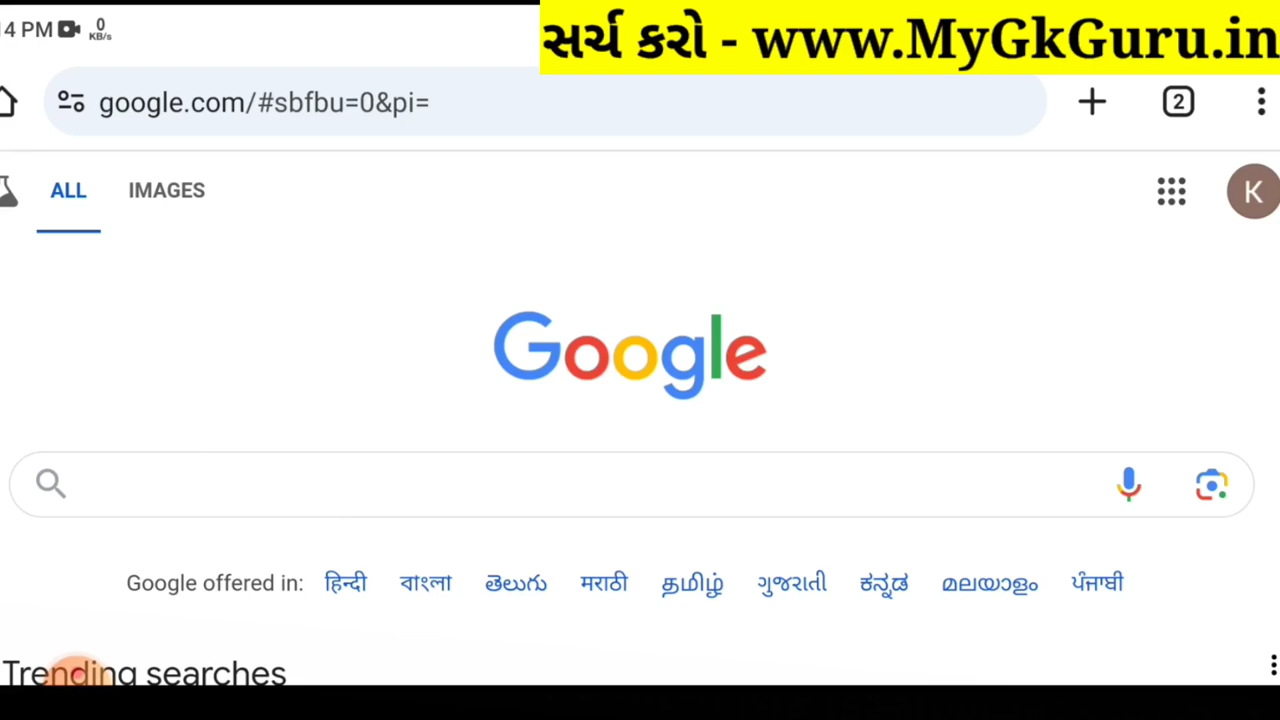 સર્ચ કરો - www.MyGkGuru.in
14 PM 0 KB/s
google.com/#sbfbu=0&pi=
2
ALL IMAGES
K
Google
Google offered in: हिन्दी বাংলা తెలుగు मराठी தமிழ் ગુજરાતી ಕನ್ನಡ മലയാളം ਪੰਜਾਬੀ
Trending searches